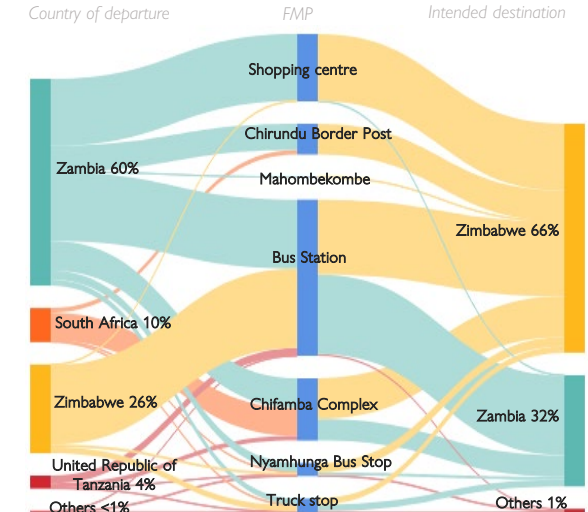 Country of departure
FMP
Intended destination
Shopping centre
Chirundu Border Post
Zambia 60%
Mahombekombe
Zimbabwe 66%
Bus Station
South Africa 10%
Zimbabwe 26%
Chifamba Complex
Zambia 32%
United Republic of
Tanzania 4%
Nyamhunga Bus Stop
Truck stop
Others 1%
Others <1%